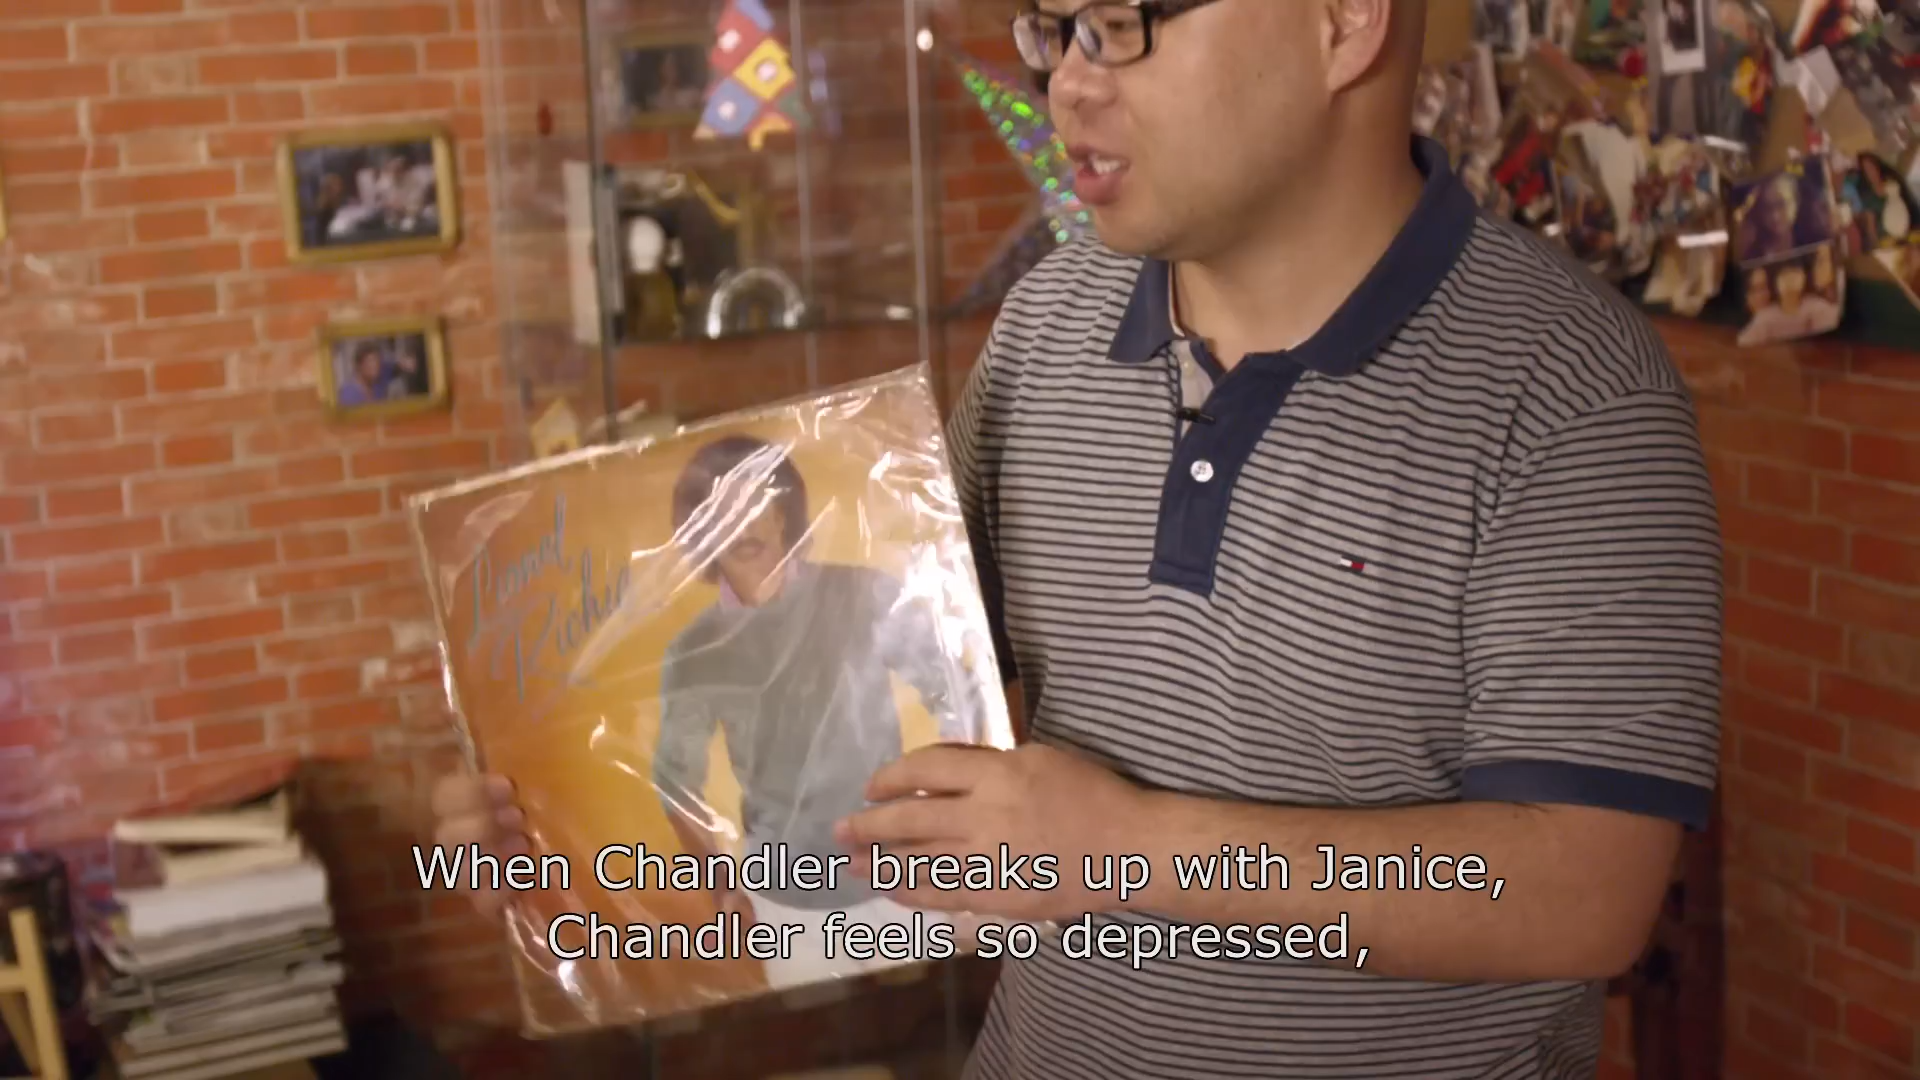 Lionel
Richie
When Chandler breaks up with Janice,
Chandler feels so depressed,